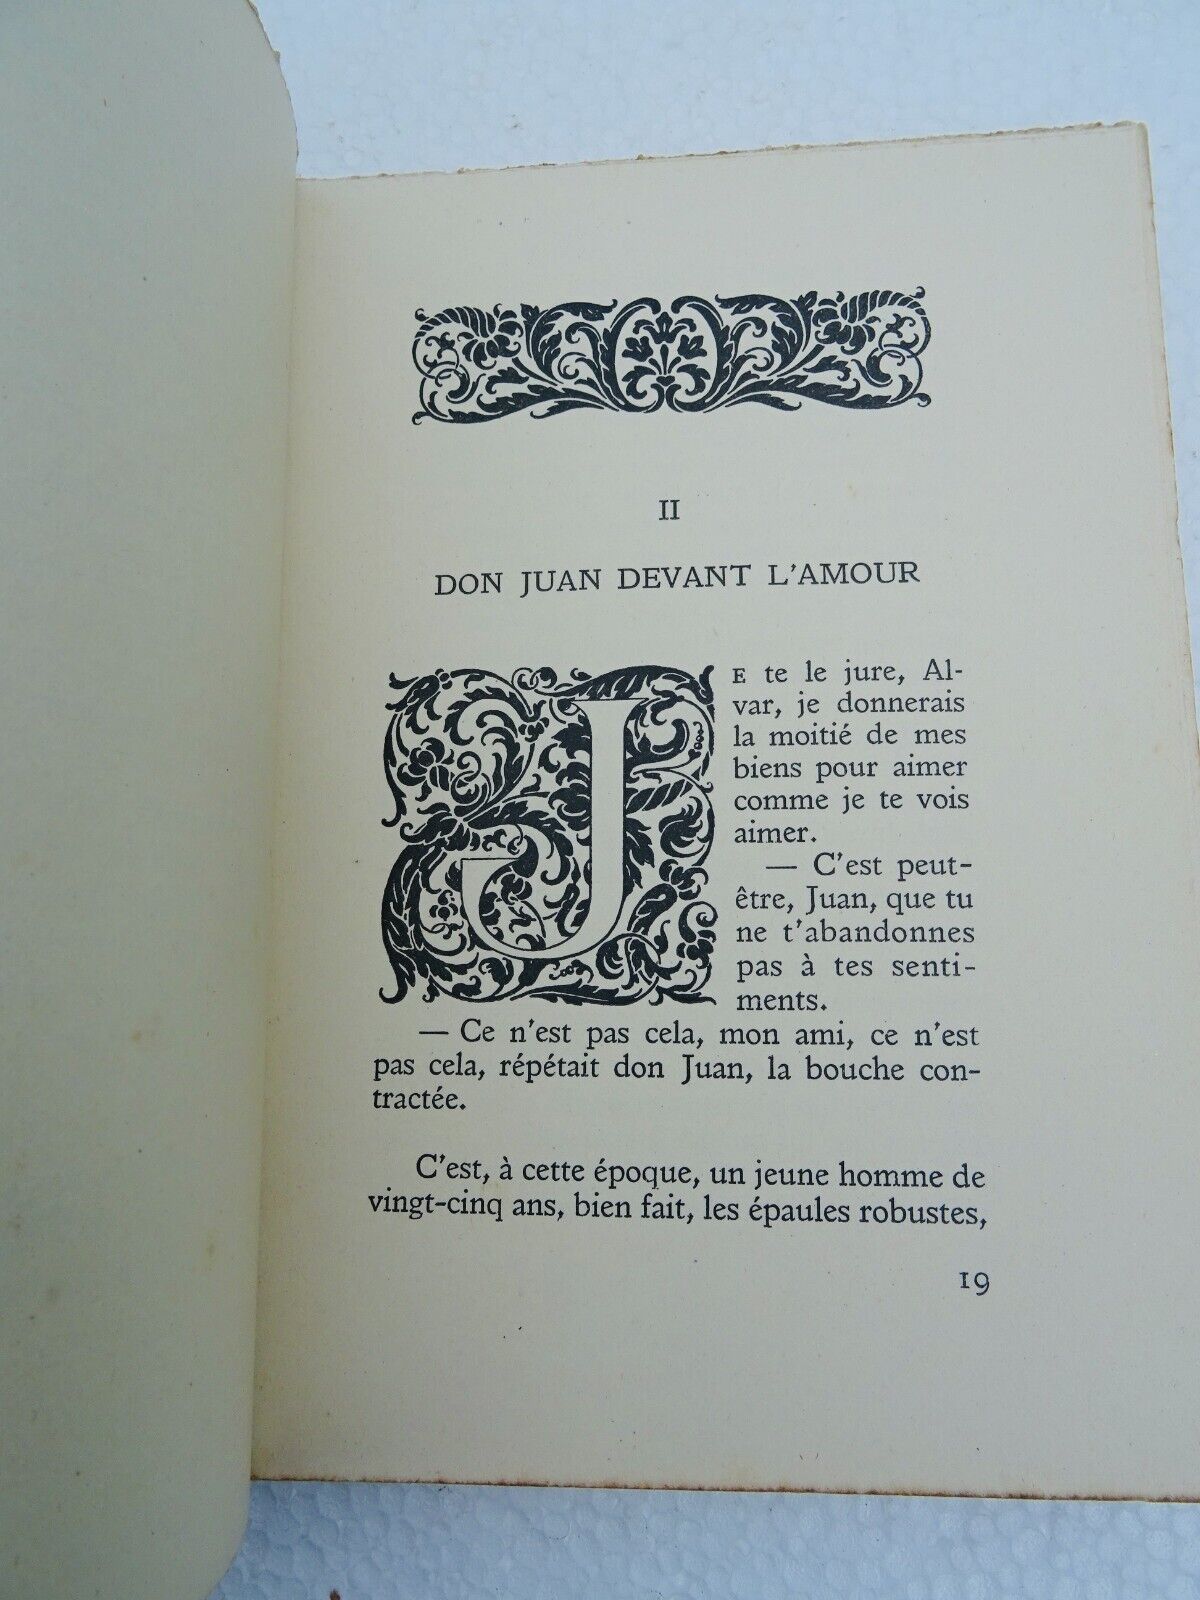 II
DON JUAN DEVANT L'AMOUR
JE te le jure, Al-
var, je donnerais
la moitié de mes
biens pour aimer
comme je te vois
aimer.
— C'est peut-
être, Juan, que tu
ne t'abandonnes
pas à tes senti-
ments.
— Ce n'est pas cela, mon ami, ce n'est
pas cela, répétait don Juan, la bouche con-
tractée.
C'est, à cette époque, un jeune homme de
vingt-cinq ans, bien fait, les épaules robustes,
19